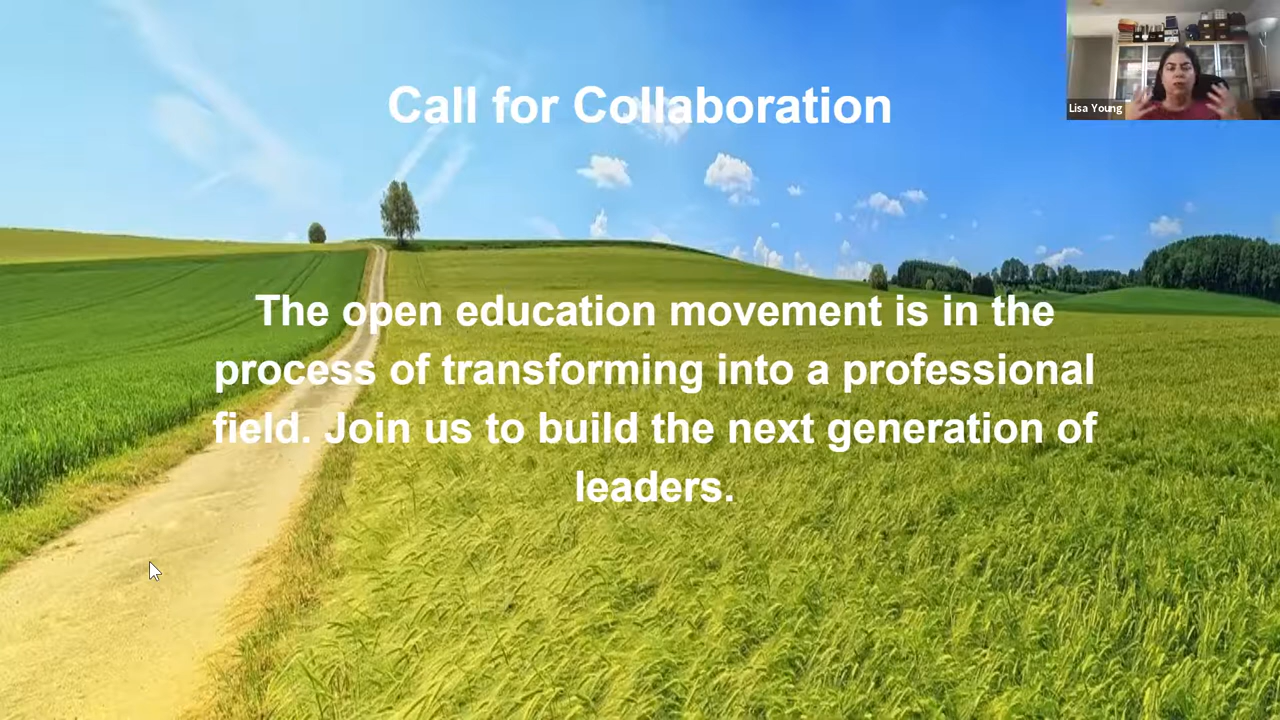 Call for Collaboration
Lisa Young
The open education movement is in the
process of transforming into a professional
field. Join us to build the next generation of
leaders.